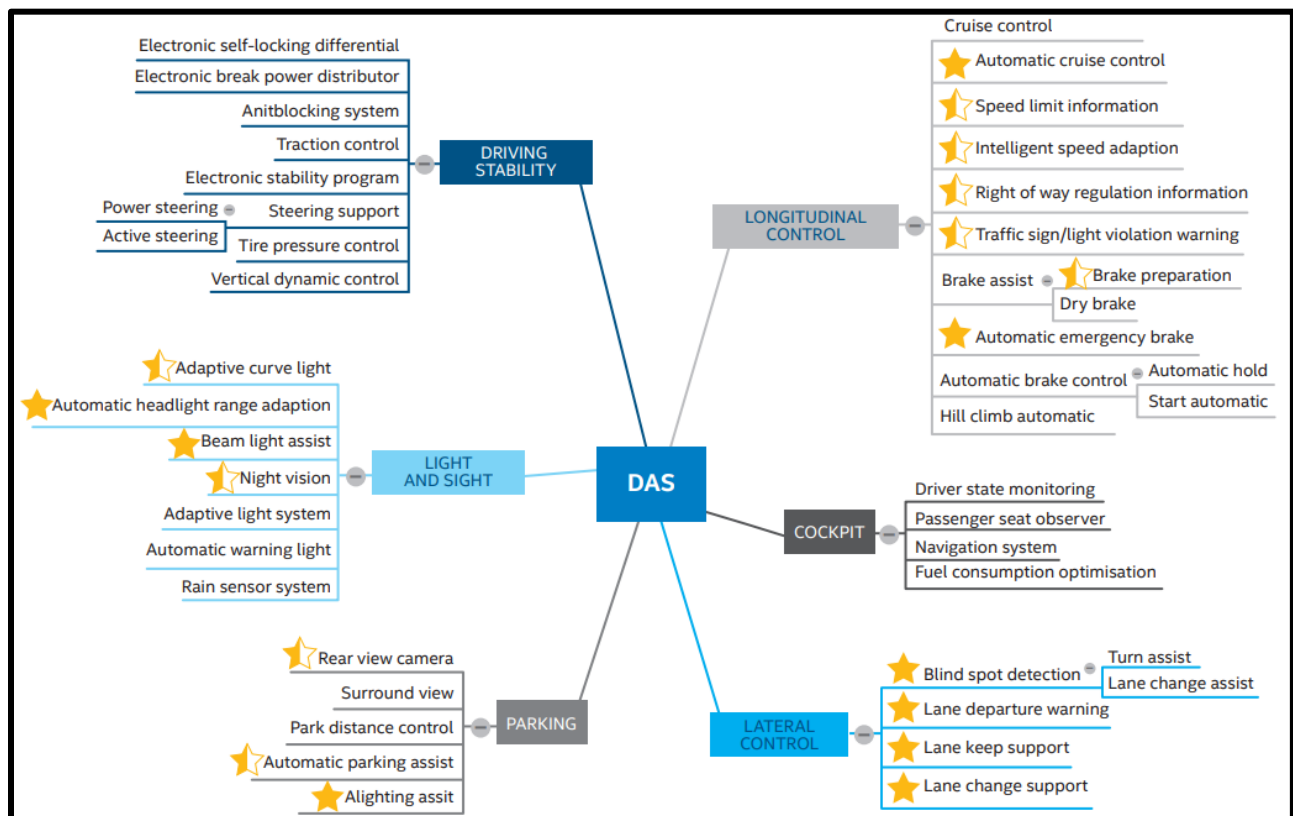 Electronic self-locking differential
Electronic break power distributor
Anitblocking system
Traction control
Electronic stability program
Power steering
Active steering
Steering support
Tire pressure control
Vertical dynamic control
DRIVING
STABILITY
Cruise control
Automatic cruise control
Speed limit information
Intelligent speed adaption
Right of way regulation information
Traffic sign/light violation warning
Brake assist
Brake preparation
Dry brake
Automatic emergency brake
Automatic brake control
Automatic hold
Start automatic
Hill climb automatic
LONGITUDINAL
CONTROL
Adaptive curve light
Automatic headlight range adaption
Beam light assist
Night vision
Adaptive light system
Automatic warning light
Rain sensor system
LIGHT
AND SIGHT
DAS
COCKPIT
Driver state monitoring
Passenger seat observer
Navigation system
Fuel consumption optimisation
Rear view camera
Surround view
Park distance control
Automatic parking assist
Alighting assit
PARKING
LATERAL
CONTROL
Blind spot detection
Turn assist
Lane change assist
Lane departure warning
Lane keep support
Lane change support